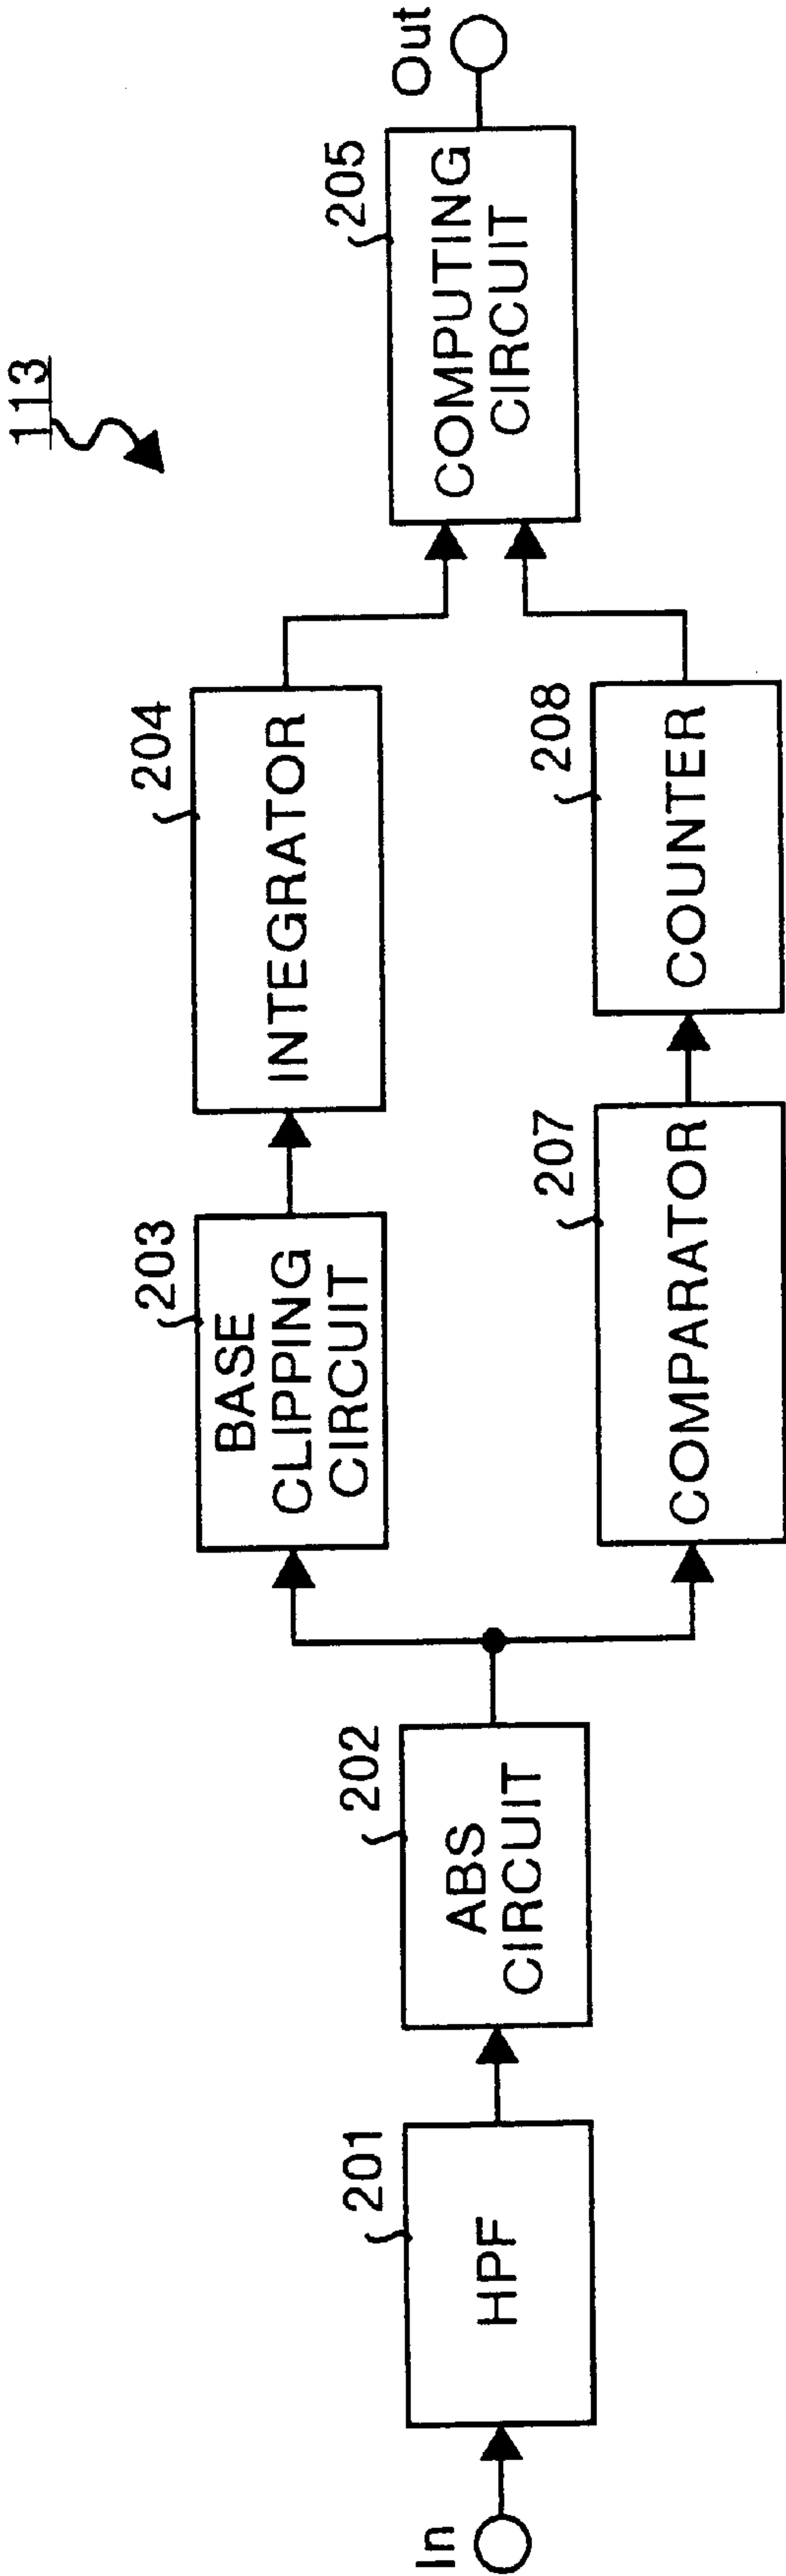 113
In
201
HPF
202
ABS
CIRCUIT
203
BASE
CLIPPING
CIRCUIT
204
INTEGRATOR
207
COMPARATOR
208
COUNTER
205
COMPUTING
CIRCUIT
Out